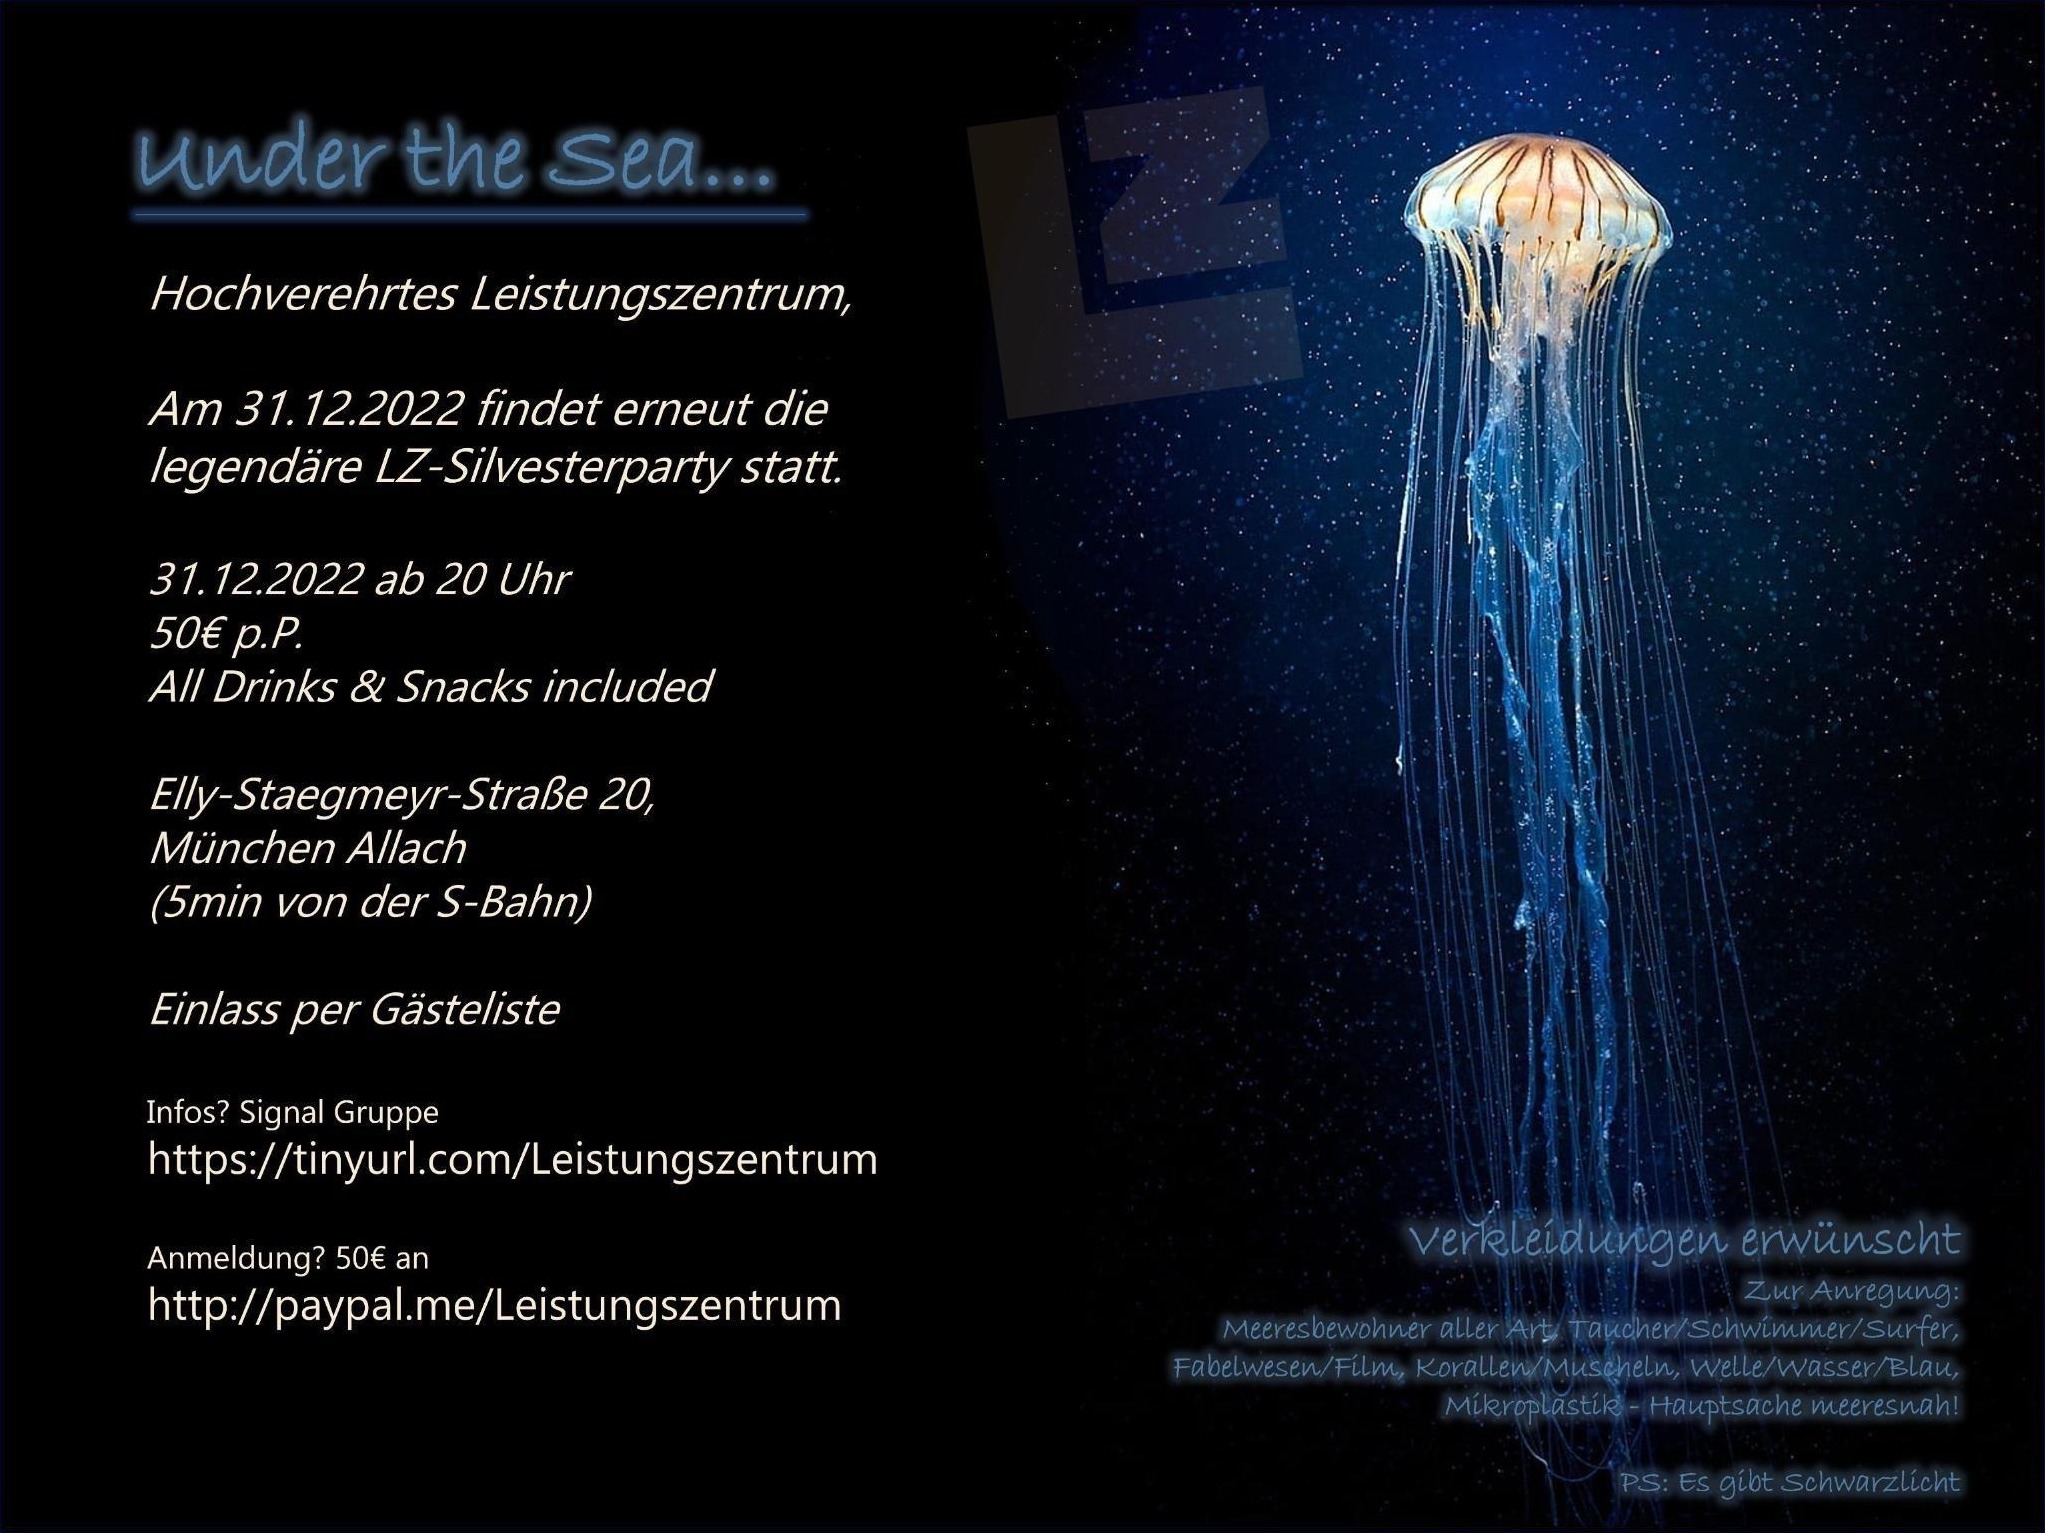 Under the Sea...
Hochverehrtes Leistungszentrum,
Am 31.12.2022 findet erneut die
legendäre LZ-Silvesterparty statt.
31.12.2022 ab 20 Uhr
50€ p.P.
All Drinks & Snacks included
Elly-Staegmeyr-Straße 20,
München Allach
(5min von der S-Bahn)
Einlass per Gästeliste
Infos? Signal Gruppe
https://tinyurl.com/Leistungszentrum
Anmeldung? 50€ an
http://paypal.me/Leistungszentrum
LZ
Verkleidungen erwünscht
Zur Anregung:
Meeresbewohner aller Art, Taucher/Schwimmer/Surfer,
Fabelwesen/Film, Korallen/Muscheln, Welle/Wasser/Blau,
Mikroplastik - Hauptsache meeresnah!
PS: Es gibt Schwarzlicht